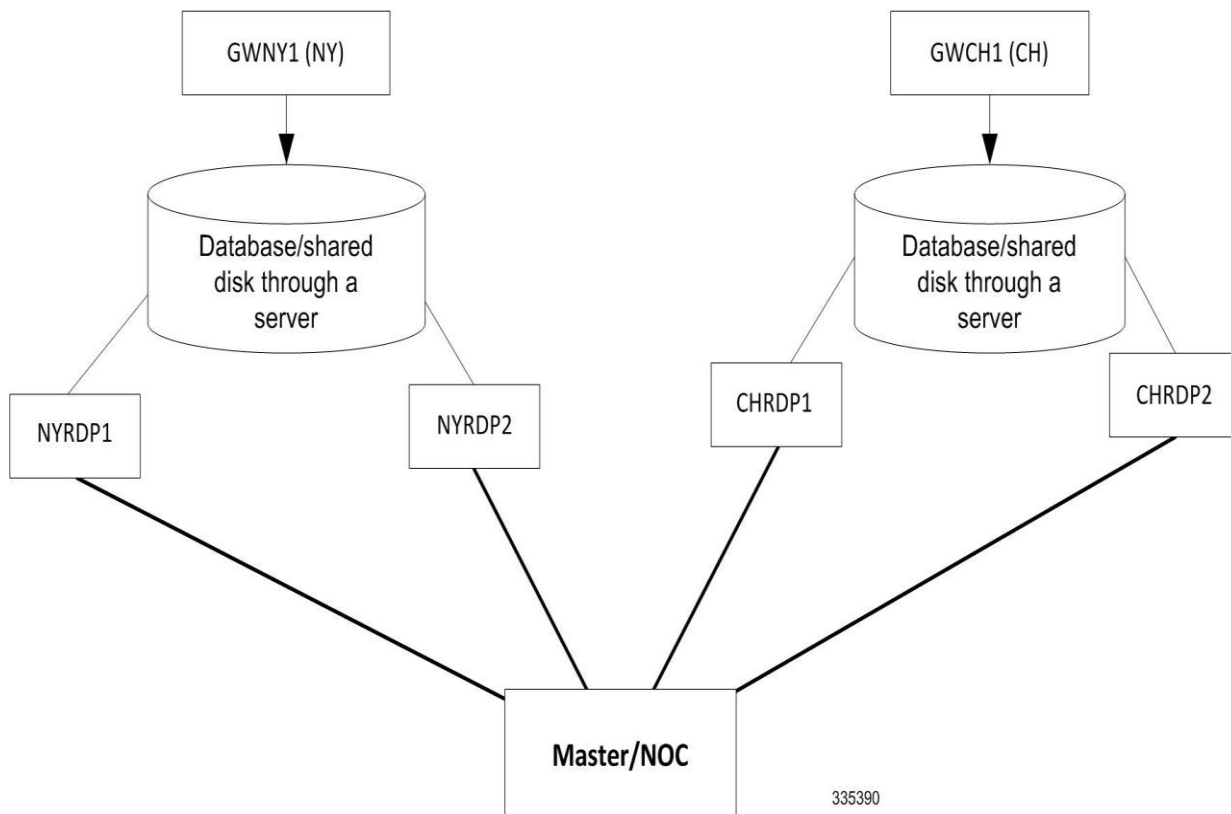 GWNY1 (NY)
GWCH1 (CH)
Database/shared
disk through a
server
Database/shared
disk through a
server
NYRDP1
NYRDP2
CHRDP1
CHRDP2
Master/NOC
335390